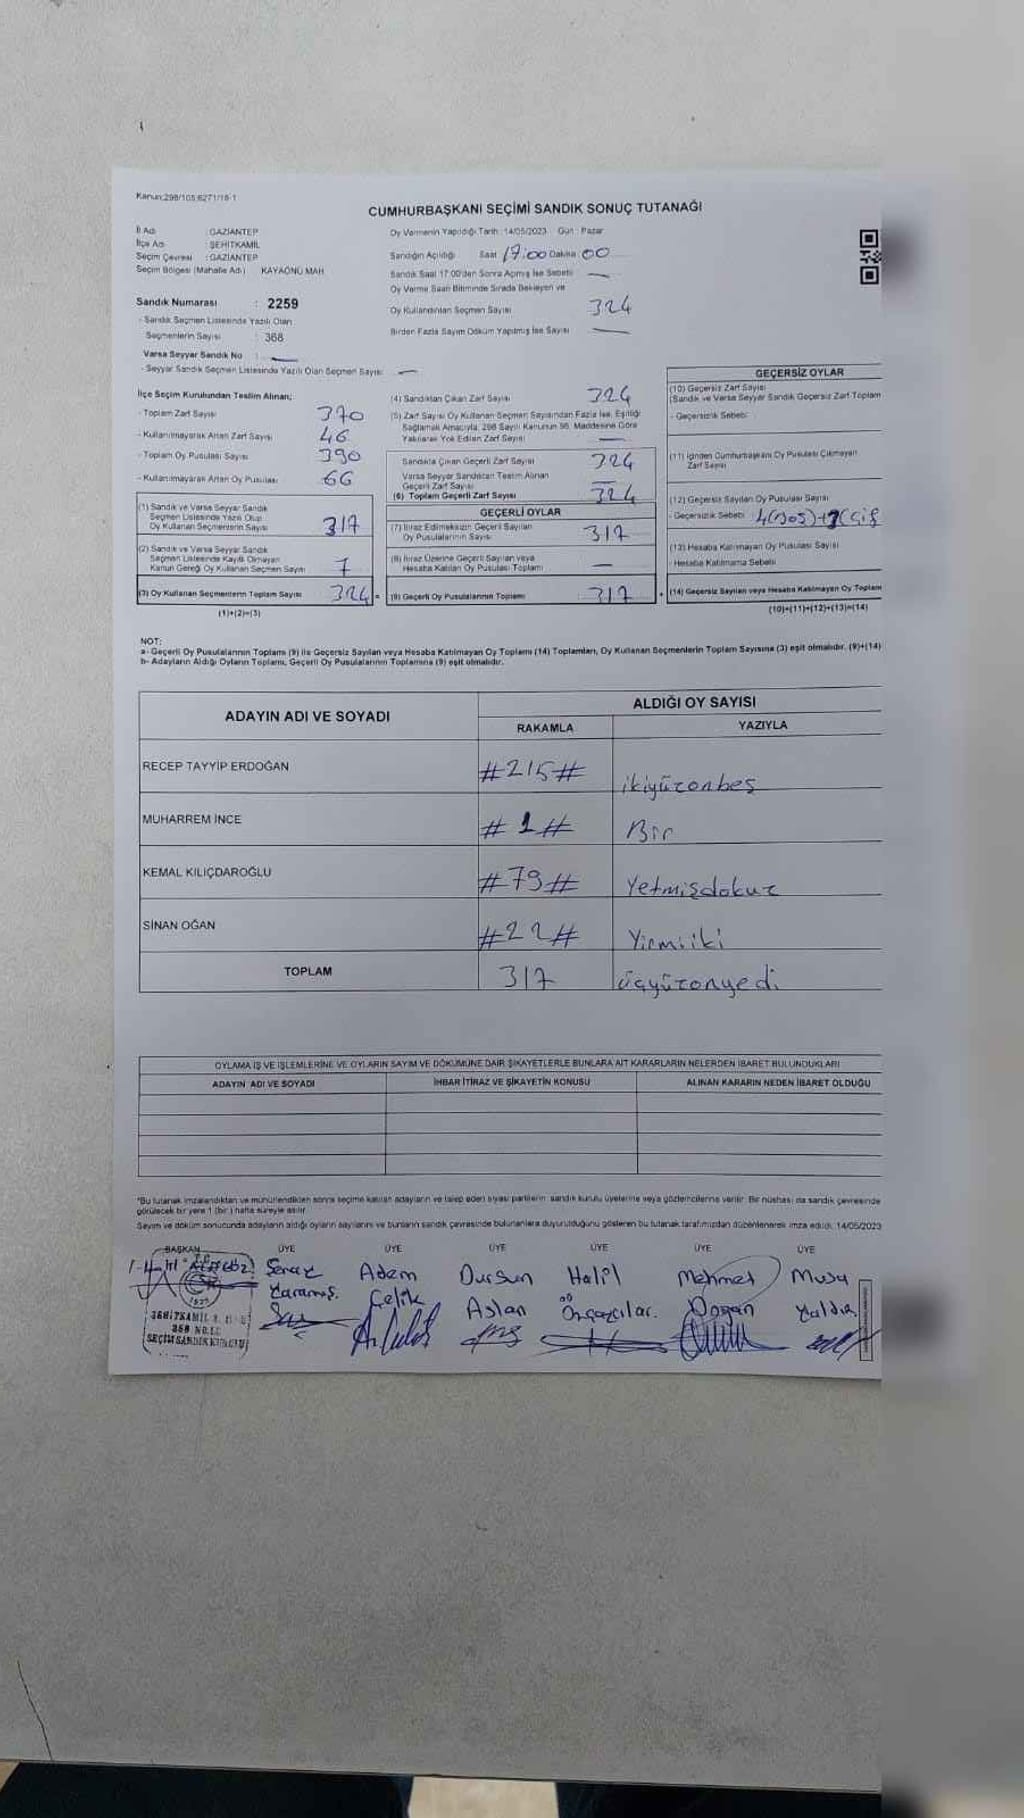 Kanun:298/105;6271/18-1
CUMHURBAŞKANI SEÇİMİ SANDIK SONUÇ TUTANAĞI
İl Adı : GAZİANTEP
İlçe Adı : ŞEHİTKAMİL
Seçim Çevresi : GAZİANTEP
Seçim Bölgesi (Mahalle Adı) KAYAÖNÜ MAH
Sandık Numarası : 2259
- Sandık Seçmen Listesinde Yazılı Olan
Seçmenlerin Sayısı : 368
Varsa Seyyar Sandık No : —
- Seyyar Sandık Seçmen Listesinde Yazılı Olan Seçmen Sayısı : —
Oy Vermenin Yapıldığı Tarih : 14/05/2023 Gün : Pazar
Sandığın Açıldığı Saat 17:00 Dakika 00
Sandık Saat 17:00'den Sonra Açmış İse Sebebi —
Oy Verme Saati Bitiminde Sırada Bekleyen ve
Oy Kullandırılan Seçmen Sayısı 324
Birden Fazla Sayım Döküm Yapılmış İse Sayısı —
İlçe Seçim Kurulundan Teslim Alınan;
- Toplam Zarf Sayısı 370
- Kullanılmayarak Artan Zarf Sayısı 46
- Toplam Oy Pusulası Sayısı 390
- Kullanılmayarak Artan Oy Pusulası 66
(1) Sandık ve Varsa Seyyar Sandık
Seçmen Listesinde Yazılı Olup
Oy Kullanan Seçmenlerin Sayısı 317
(2) Sandık ve Varsa Seyyar Sandık
Seçmen Listesinde Kayıtlı Olmayan
Kanun Gereği Oy Kullanan Seçmen Sayısı 7
(3) Oy Kullanan Seçmenlerin Toplam Sayısı 324 =
(1)+(2)=(3)
(4) Sandıktan Çıkan Zarf Sayısı 324
(5) Zarf Sayısı Oy Kullanan Seçmen Sayısından Fazla İse, Eşitliği
Sağlamak Amacıyla, 298 Sayılı Kanunun 98. Maddesine Göre
Yakılarak Yok Edilen Zarf Sayısı —
Sandıkta Çıkan Geçerli Zarf Sayısı 324
Varsa Seyyar Sandıktan Teslim Alınan
Geçerli Zarf Sayısı —
(6) Toplam Geçerli Zarf Sayısı 324
GEÇERLİ OYLAR
(7) İtiraz Edilmeksizin Geçerli Sayılan
Oy Pusulalarının Sayısı 317
(8) İtiraz Üzerine Geçerli Sayılan veya
Hesaba Katılan Oy Pusulası Toplamı —
(9) Geçerli Oy Pusulalarının Toplamı 317 +
GEÇERSİZ OYLAR
(10) Geçersiz Zarf Sayısı
(Sandık ve Varsa Seyyar Sandık Geçersiz Zarf Toplam
- Geçersizlik Sebebi
(11) İçinden Cumhurbaşkanı Oy Pusulası Çıkmayan
Zarf Sayısı
(12) Geçersiz Sayılan Oy Pusulası Sayısı
- Geçersizlik Sebebi : 4(BOŞ)+
(13) Hesaba Katılmayan Oy Pusulası Sayısı
- Hesaba Katılmama Sebebi
(14) Geçersiz Sayılan veya Hesaba Katılmayan Oy Toplam
(10)+(11)+(12)+(13)=(14)
NOT:
a- Geçerli Oy Pusulalarının Toplamı (9) ile Geçersiz Sayılan veya Hesaba Katılmayan Oy Toplamı (14) Toplamları, Oy Kullanan Seçmenlerin Toplam Sayısına (3) eşit olmalıdır. (9)+(14)
b- Adayların Aldığı Oyların Toplamı, Geçerli Oy Pusulalarının Toplamına (9) eşit olmalıdır.
ADAYIN ADI VE SOYADI ALDIĞI OY SAYISI
RAKAMLA YAZIYLA
RECEP TAYYİP ERDOĞAN #215# ikiyüzonbeş
MUHARREM İNCE #1# Bir
KEMAL KILIÇDAROĞLU #79# Yetmişdokuz
SİNAN OĞAN #22# Yirmiiki
TOPLAM 317 üçyüzonyedi
OYLAMA İŞ VE İŞLEMLERİNE VE OYLARIN SAYIM VE DÖKÜMÜNE DAİR ŞİKAYETLERLE BUNLARA AİT KARARLARIN NELERDEN İBARET BULUNDUKLARI
ADAYIN ADI VE SOYADI İHBAR İTİRAZ VE ŞİKAYETİN KONUSU ALINAN KARARIN NEDEN İBARET OLDUĞU
*Bu tutanak imzalandıktan ve mühürlendikten sonra seçime katılan adayların ve talep eden siyasi partilerin sandık kurulu üyelerine veya gözlemcilerine verilir. Bir nüshası da sandık çevresinde
görülecek bir yere 1 (bir) hafta süreyle asılır.
Sayım ve döküm sonucunda adayların aldığı oyların sayılarını ve bunların sandık çevresinde bulunanlara duyurulduğunu gösteren bu tutanak tarafımızdan düzenlenerek imza edildi. 14/05/2023
BAŞKAN ÜYE ÜYE ÜYE ÜYE ÜYE ÜYE
Şenay Adem Dursun Halil Mehmet Musa
Çelik Aslan Doğan
SEÇİM SANDIK KURULU